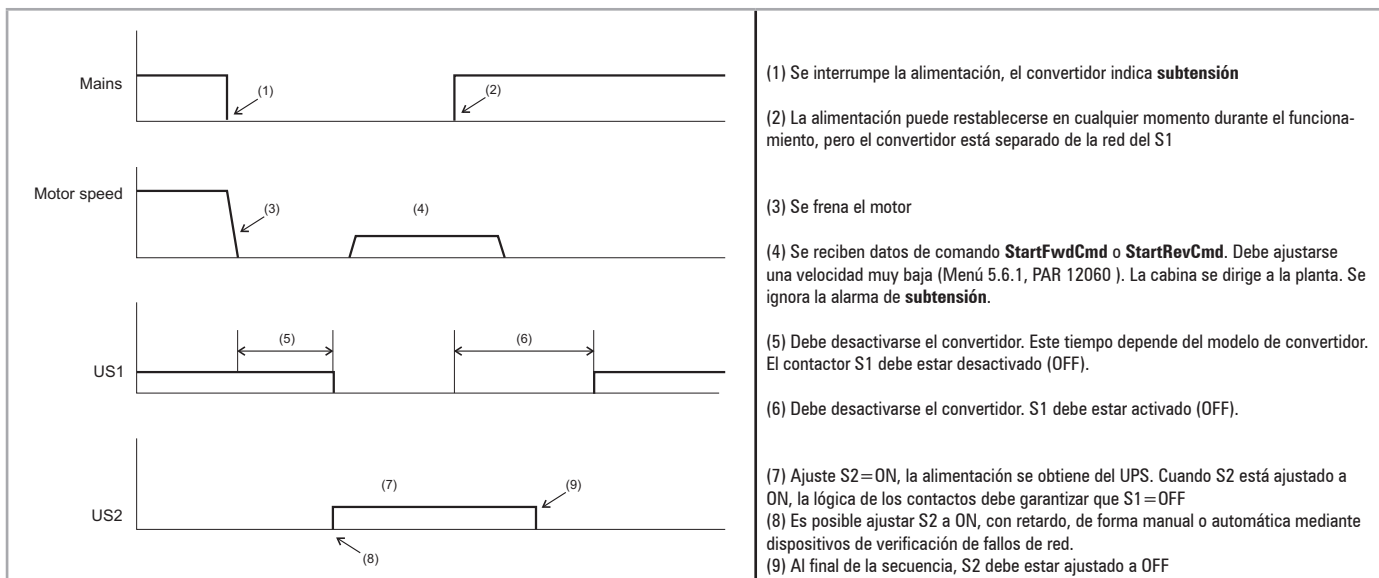 Mains
(1)
(2)
Motor speed
(3)
(4)
US1
(5)
(6)
US2
(7)
(9)
(8)
(1) Se interrumpe la alimentación, el convertidor indica subtensión
(2) La alimentación puede restablecerse en cualquier momento durante el funciona-
miento, pero el convertidor está separado de la red del S1
(3) Se frena el motor
(4) Se reciben datos de comando StartFwdCmd o StartRevCmd. Debe ajustarse
una velocidad muy baja (Menú 5.6.1, PAR 12060 ). La cabina se dirige a la planta. Se
ignora la alarma de subtensión.
(5) Debe desactivarse el convertidor. Este tiempo depende del modelo de convertidor.
El contactor S1 debe estar desactivado (OFF).
(6) Debe desactivarse el convertidor. S1 debe estar activado (OFF).
(7) Ajuste S2=ON, la alimentación se obtiene del UPS. Cuando S2 está ajustado a
ON, la lógica de los contactos debe garantizar que S1=OFF
(8) Es posible ajustar S2 a ON, con retardo, de forma manual o automática mediante
dispositivos de verificación de fallos de red.
(9) Al final de la secuencia, S2 debe estar ajustado a OFF